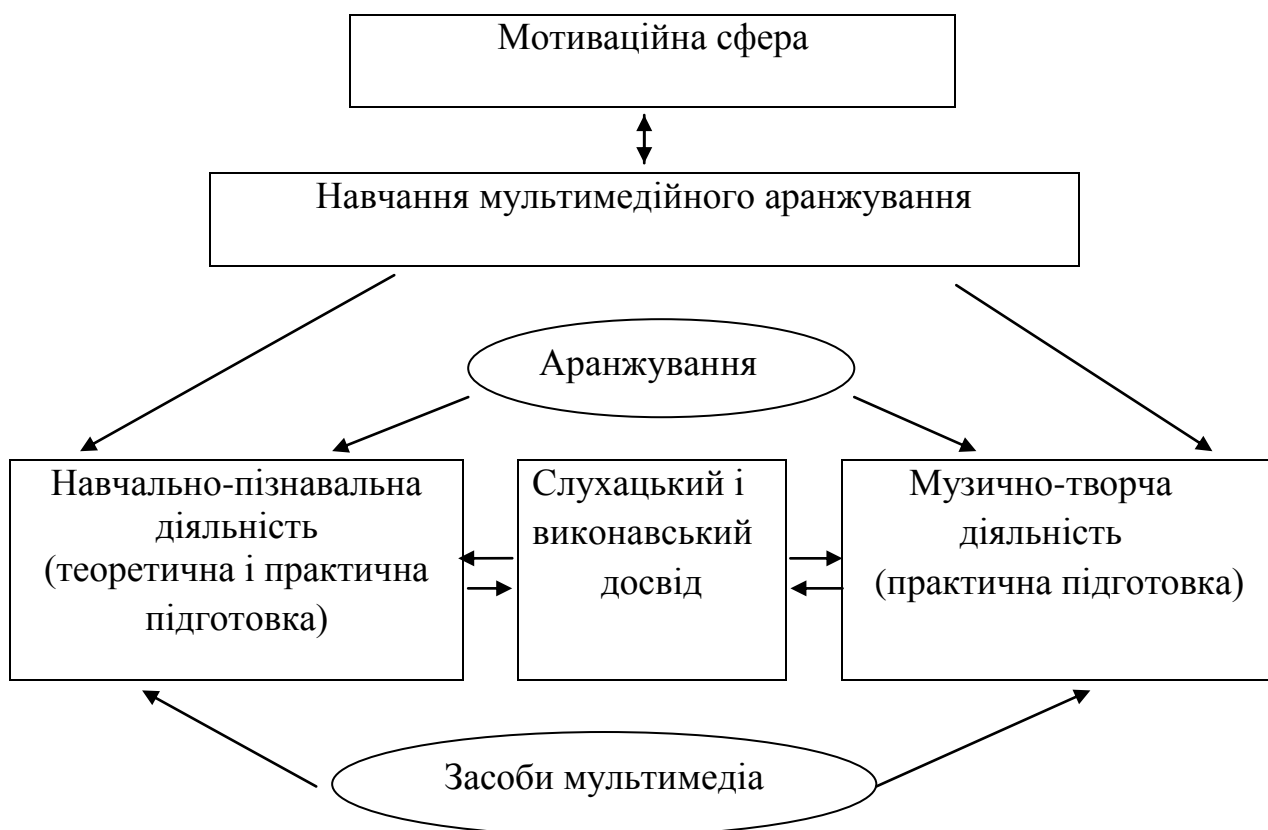 Мотиваційна сфера
Навчання мультимедійного аранжування
Аранжування
Навчально-пізнавальна
діяльність
(теоретична і практична
підготовка)
Слухацький і
виконавський
досвід
Музично-творча
діяльність
(практична підготовка)
Засоби мультимедіа